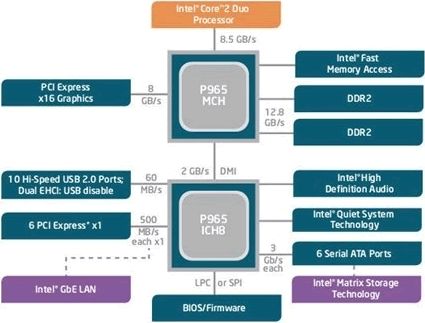 Intel® Core™2 Duo
Processor
8.5 GB/s
PCI Express
x16 Graphics
8
GB/s
P965
MCH
Intel® Fast
Memory Access
DDR2
12.8
GB/s
DDR2
2 GB/s
DMI
10 Hi-Speed USB 2.0 Ports;
Dual EHCI: USB disable
60
MB/s
Intel® High
Definition Audio
6 PCI Express* x1
500
MB/s
each x1
P965
ICH8
Intel® Quiet System
Technology
3
Gb/s
each
6 Serial ATA Ports
Intel® GbE LAN
LPC or SPI
Intel® Matrix Storage
Technology
BIOS/Firmware